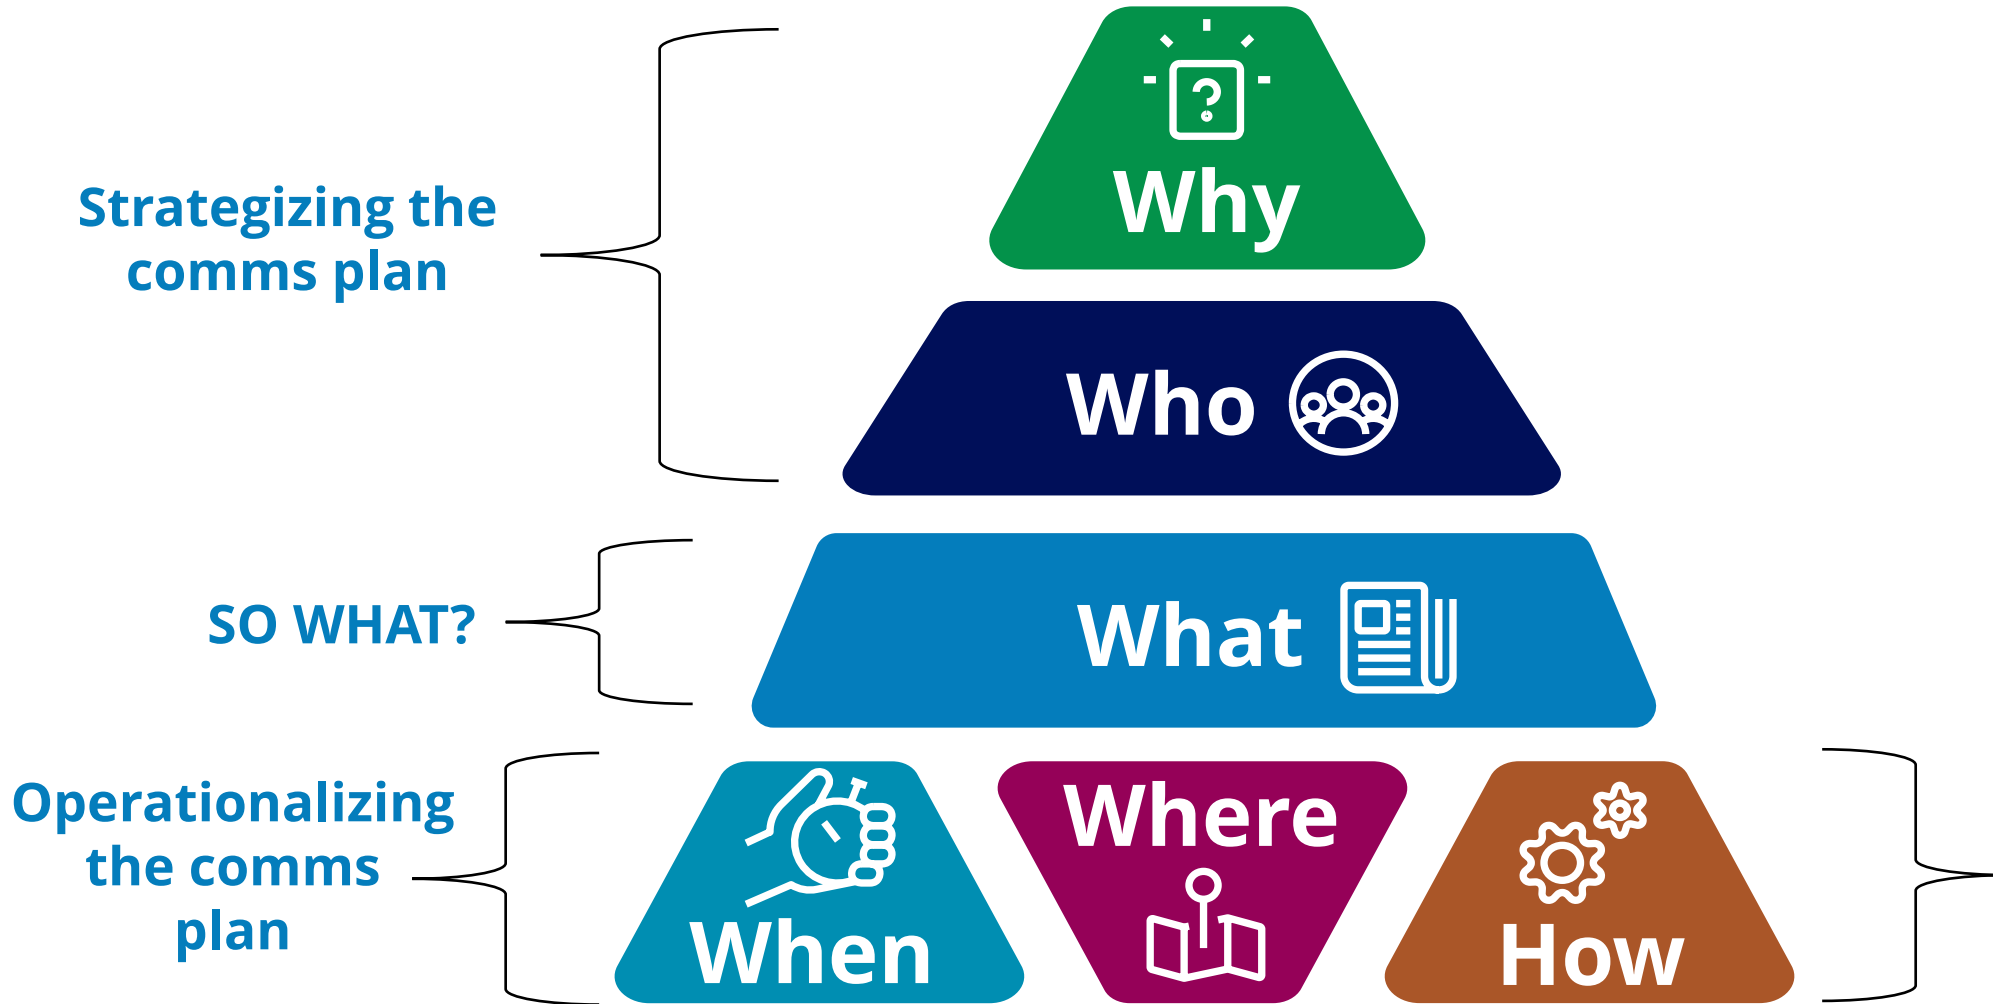 Why
Strategizing the
comms plan
Who
SO WHAT?
What
Operationalizing
the comms
plan
When
Where
How